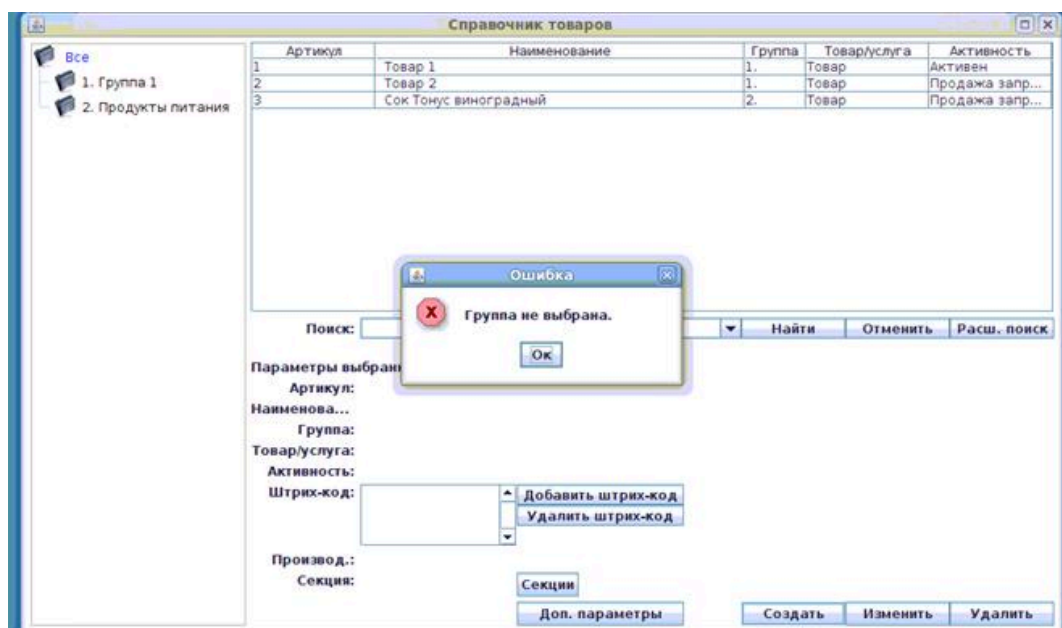 Справочник товаров
Все
1. Группа 1
2. Продукты питания
Артикул Наименование Группа Товар/услуга Активность
1 Товар 1 1. Товар Активен
2 Товар 2 1. Товар Продажа запр...
3 Сок Тонус виноградный 2. Товар Продажа запр...
Ошибка
Группа не выбрана.
Ок
Поиск: Найти Отменить Расш. поиск
Параметры выбран
Артикул:
Наименова...
Группа:
Товар/услуга:
Активность:
Штрих-код: Добавить штрих-код
Удалить штрих-код
Производ.:
Секция: Секции
Доп. параметры Создать Изменить Удалить